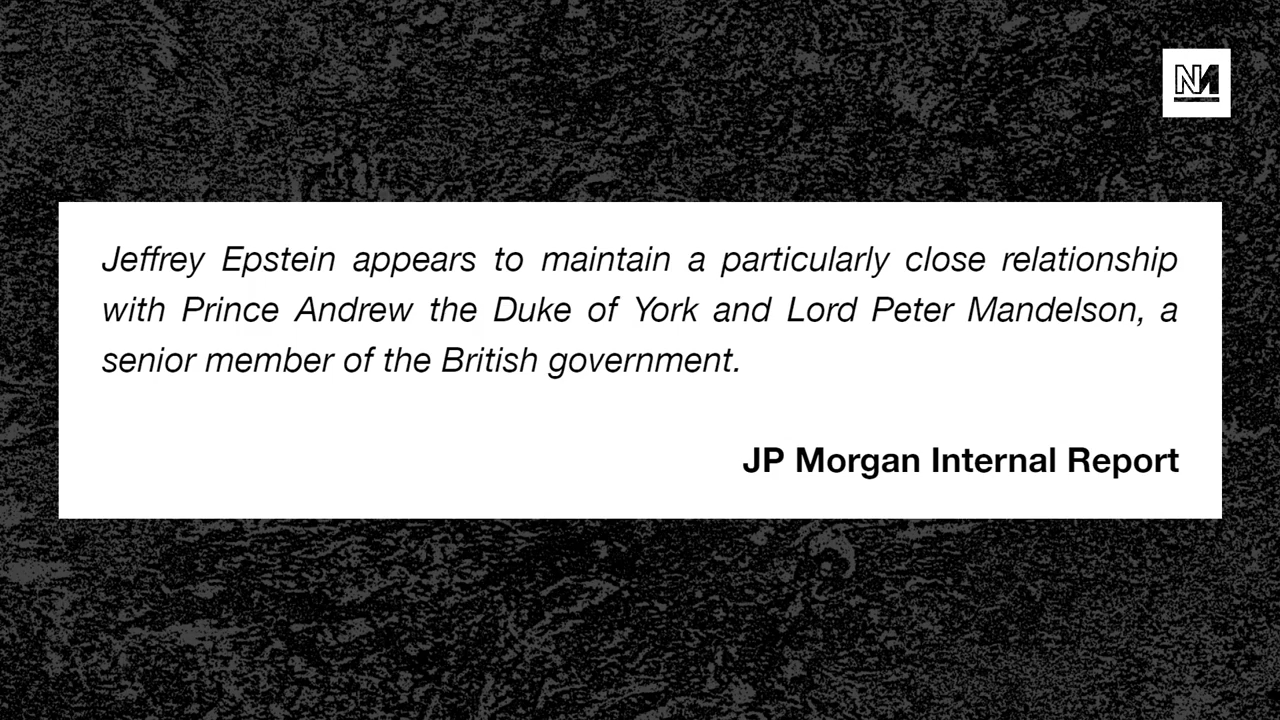 NM
Jeffrey Epstein appears to maintain a particularly close relationship
with Prince Andrew the Duke of York and Lord Peter Mandelson, a
senior member of the British government.
JP Morgan Internal Report